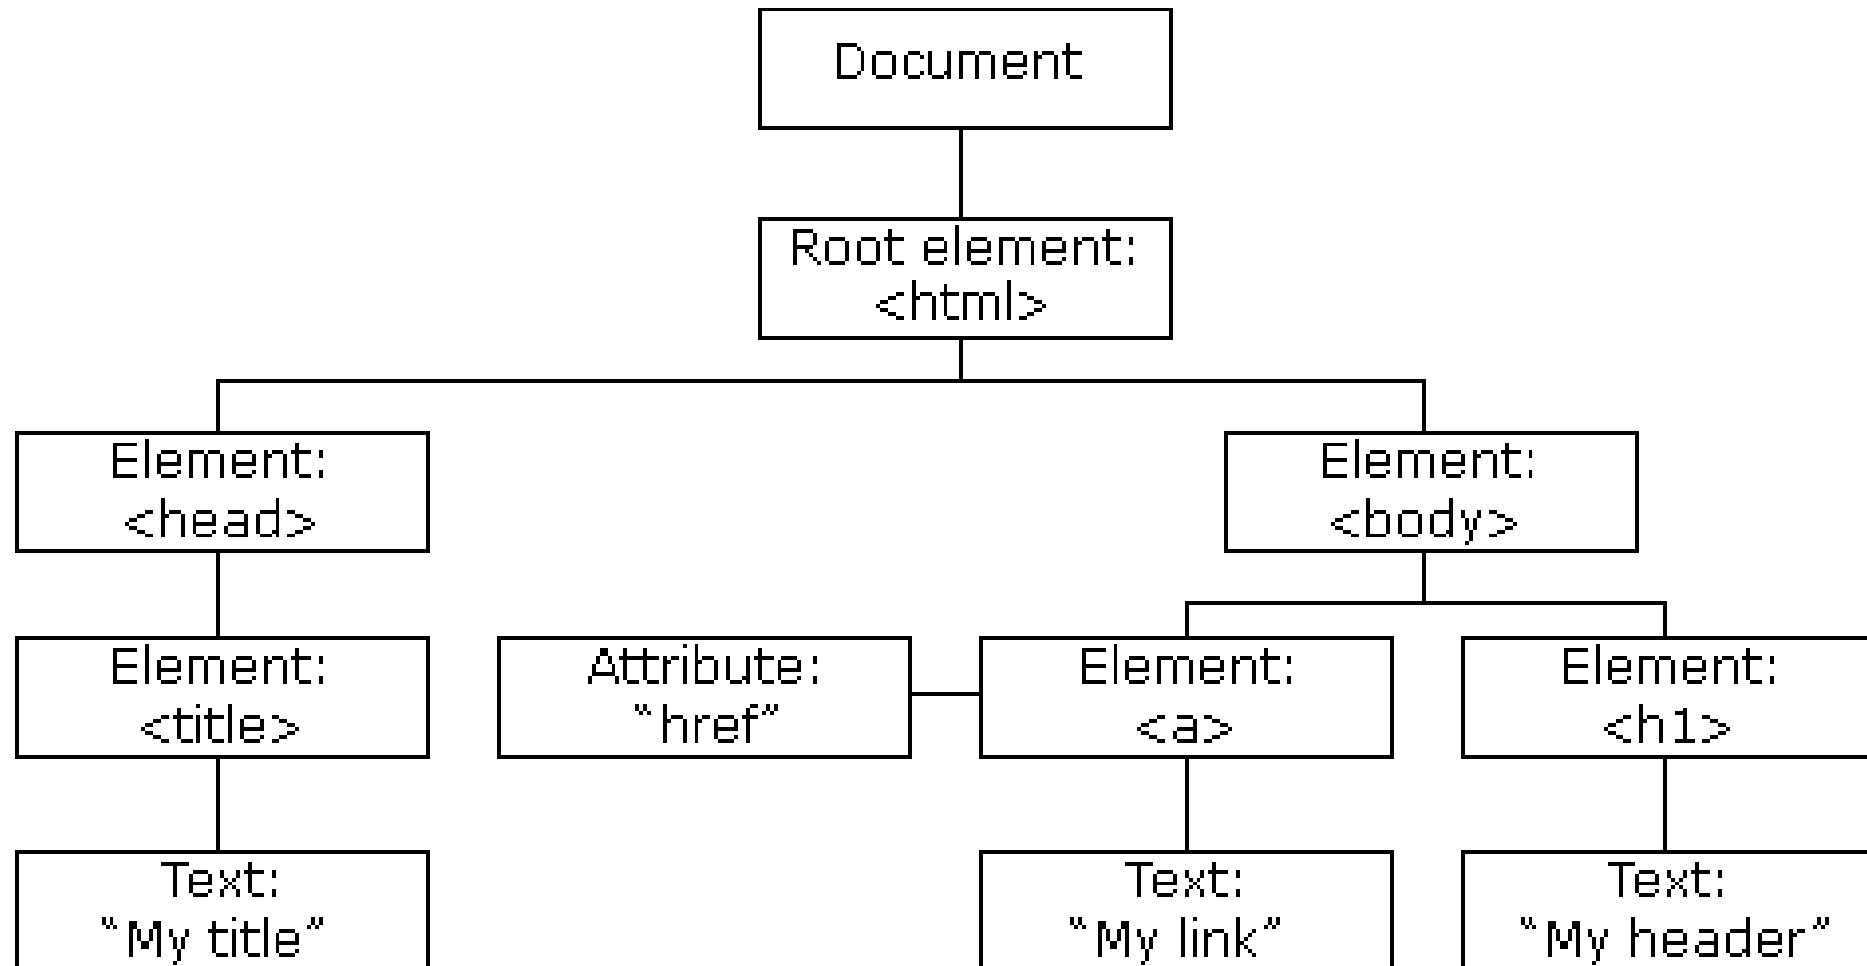 Document
Root element:
<html>
Element:
<head>
Element:
<body>
Element:
<title>
Attribute:
“href”
Element:
<a>
Element:
<h1>
Text:
“My title”
Text:
“My link”
Text:
“My header”